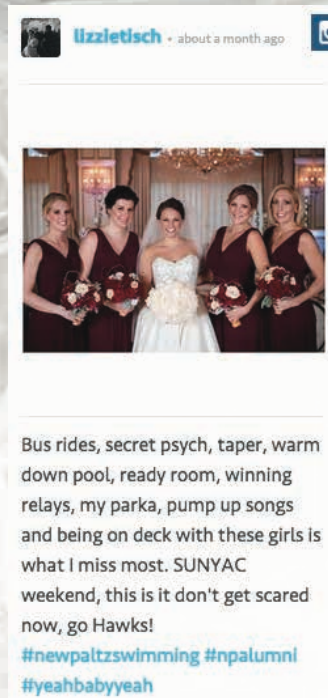 lizzietisch • about a month ago
Bus rides, secret psych, taper, warm
down pool, ready room, winning
relays, my parka, pump up songs
and being on deck with these girls is
what I miss most. SUNYAC
weekend, this is it don't get scared
now, go Hawks!
#newpaltzswimming #npalumni
#yeahbabyyeah